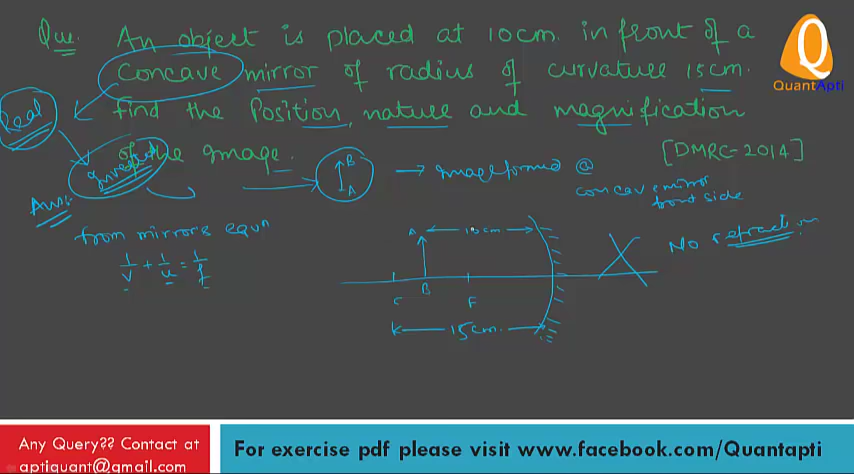 Que: An object is placed at 10cm. in front of a
Concave mirror of radius of curvature 15cm.
find the Position, nature and magnification
of the image.
[DMRC-2014]
QuantApti
Real
Ans:
B
A
→ Image formed @
concave mirror
front side
from mirror's equn
1/v + 1/u = 1/f
A
10cm
No refraction
C B F
15cm.
Any Query?? Contact at
aptiquant@gmail.com
For exercise pdf please visit www.facebook.com/Quantapti